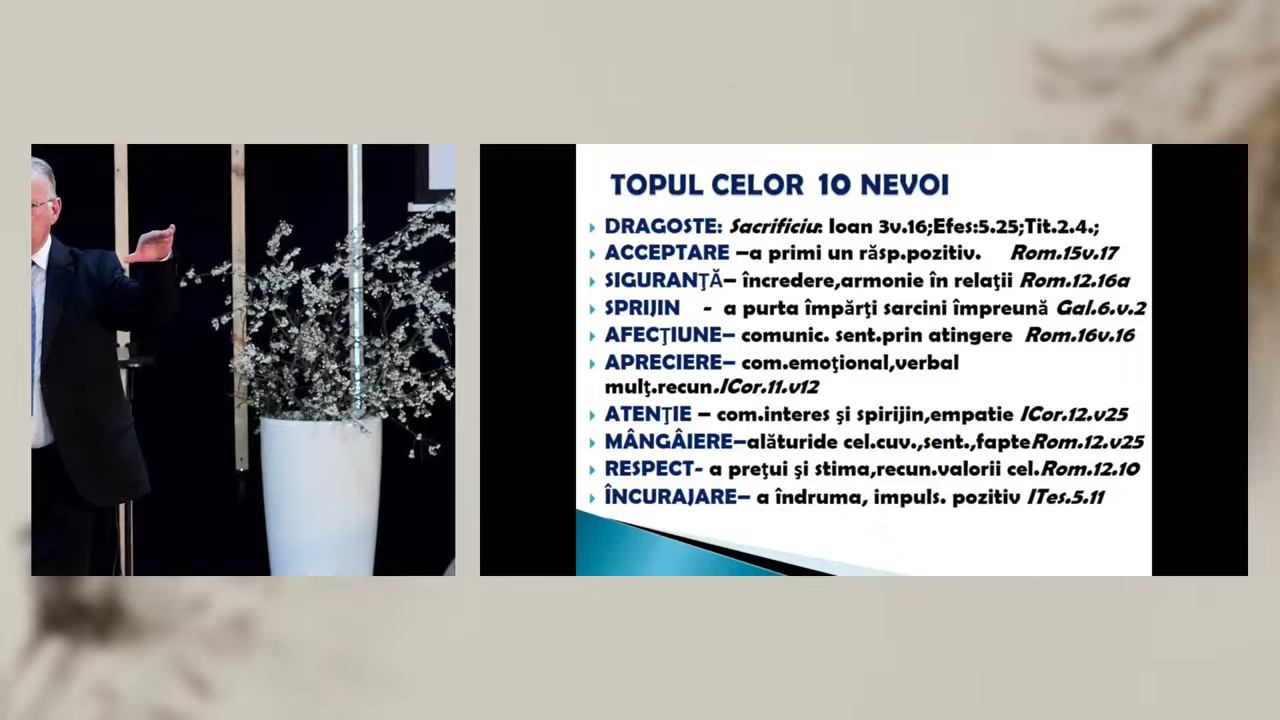 TOPUL CELOR 10 NEVOI
DRAGOSTE: Sacrificiu: Ioan 3v.16;Efes:5.25;Tit.2.4.;
ACCEPTARE –a primi un răsp.pozitiv. Rom.15v.17
SIGURANŢĂ– încredere,armonie în relaţii Rom.12.16a
SPRIJIN - a purta împărţi sarcini împreună Gal.6.v.2
AFECŢIUNE– comunic. sent.prin atingere Rom.16v.16
APRECIERE– com.emoţional,verbal
mulţ.recun.ICor.11.v12
ATENŢIE – com.interes şi spirijin,empatie ICor.12.v25
MÂNGÂIERE–alăturide cel.cuv.,sent.,fapteRom.12.v25
RESPECT- a preţui şi stima,recun.valorii cel.Rom.12.10
ÎNCURAJARE– a îndruma, impuls. pozitiv ITes.5.11